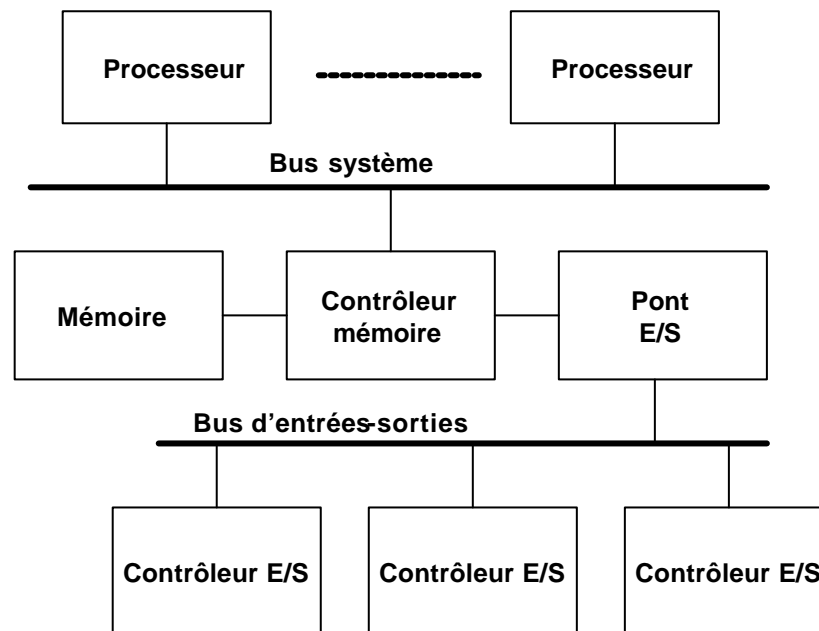 Processeur
Processeur
Bus système
Mémoire
Contrôleur
mémoire
Pont
E/S
Bus d'entrées-sorties
Contrôleur E/S
Contrôleur E/S
Contrôleur E/S